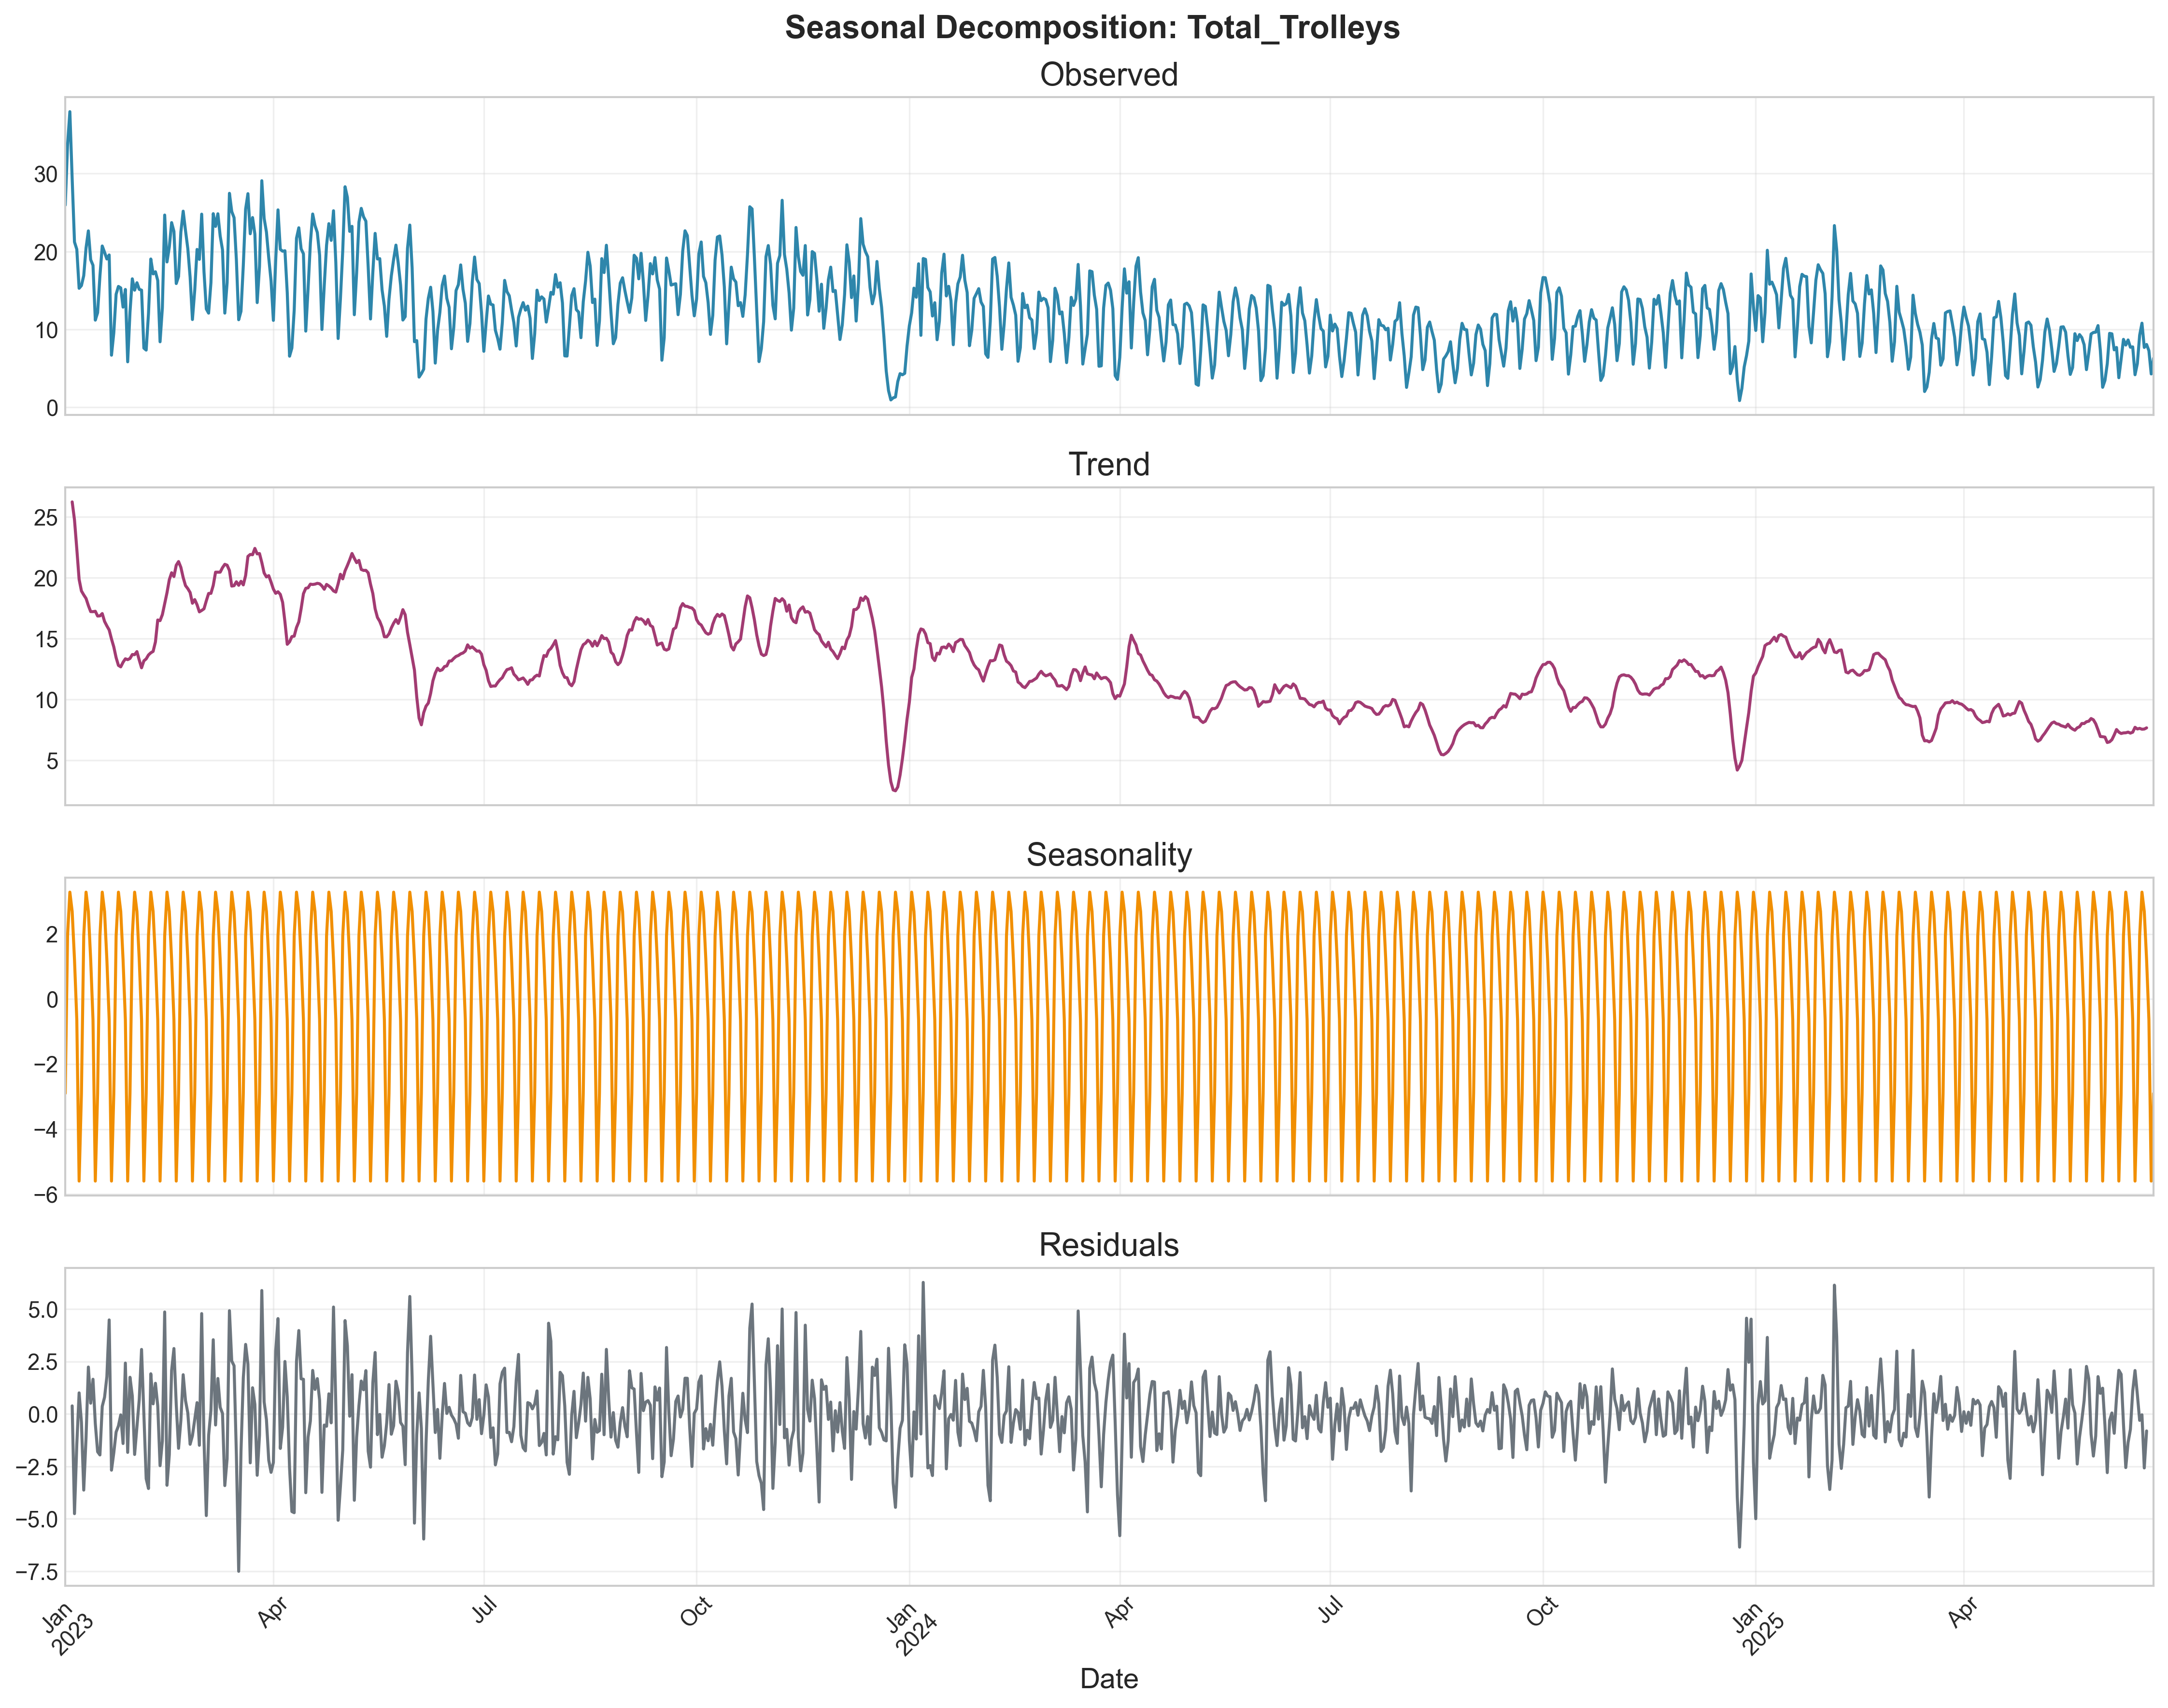 Seasonal Decomposition: Total_Trolleys
Observed
30
20
10
0
Trend
25
20
15
10
5
Seasonality
2
0
−2
−4
−6
Residuals
5.0
2.5
0.0
−2.5
−5.0
−7.5
Jan
2023
Apr
Jul
Oct
Jan
2024
Apr
Jul
Oct
Jan
2025
Apr
Date